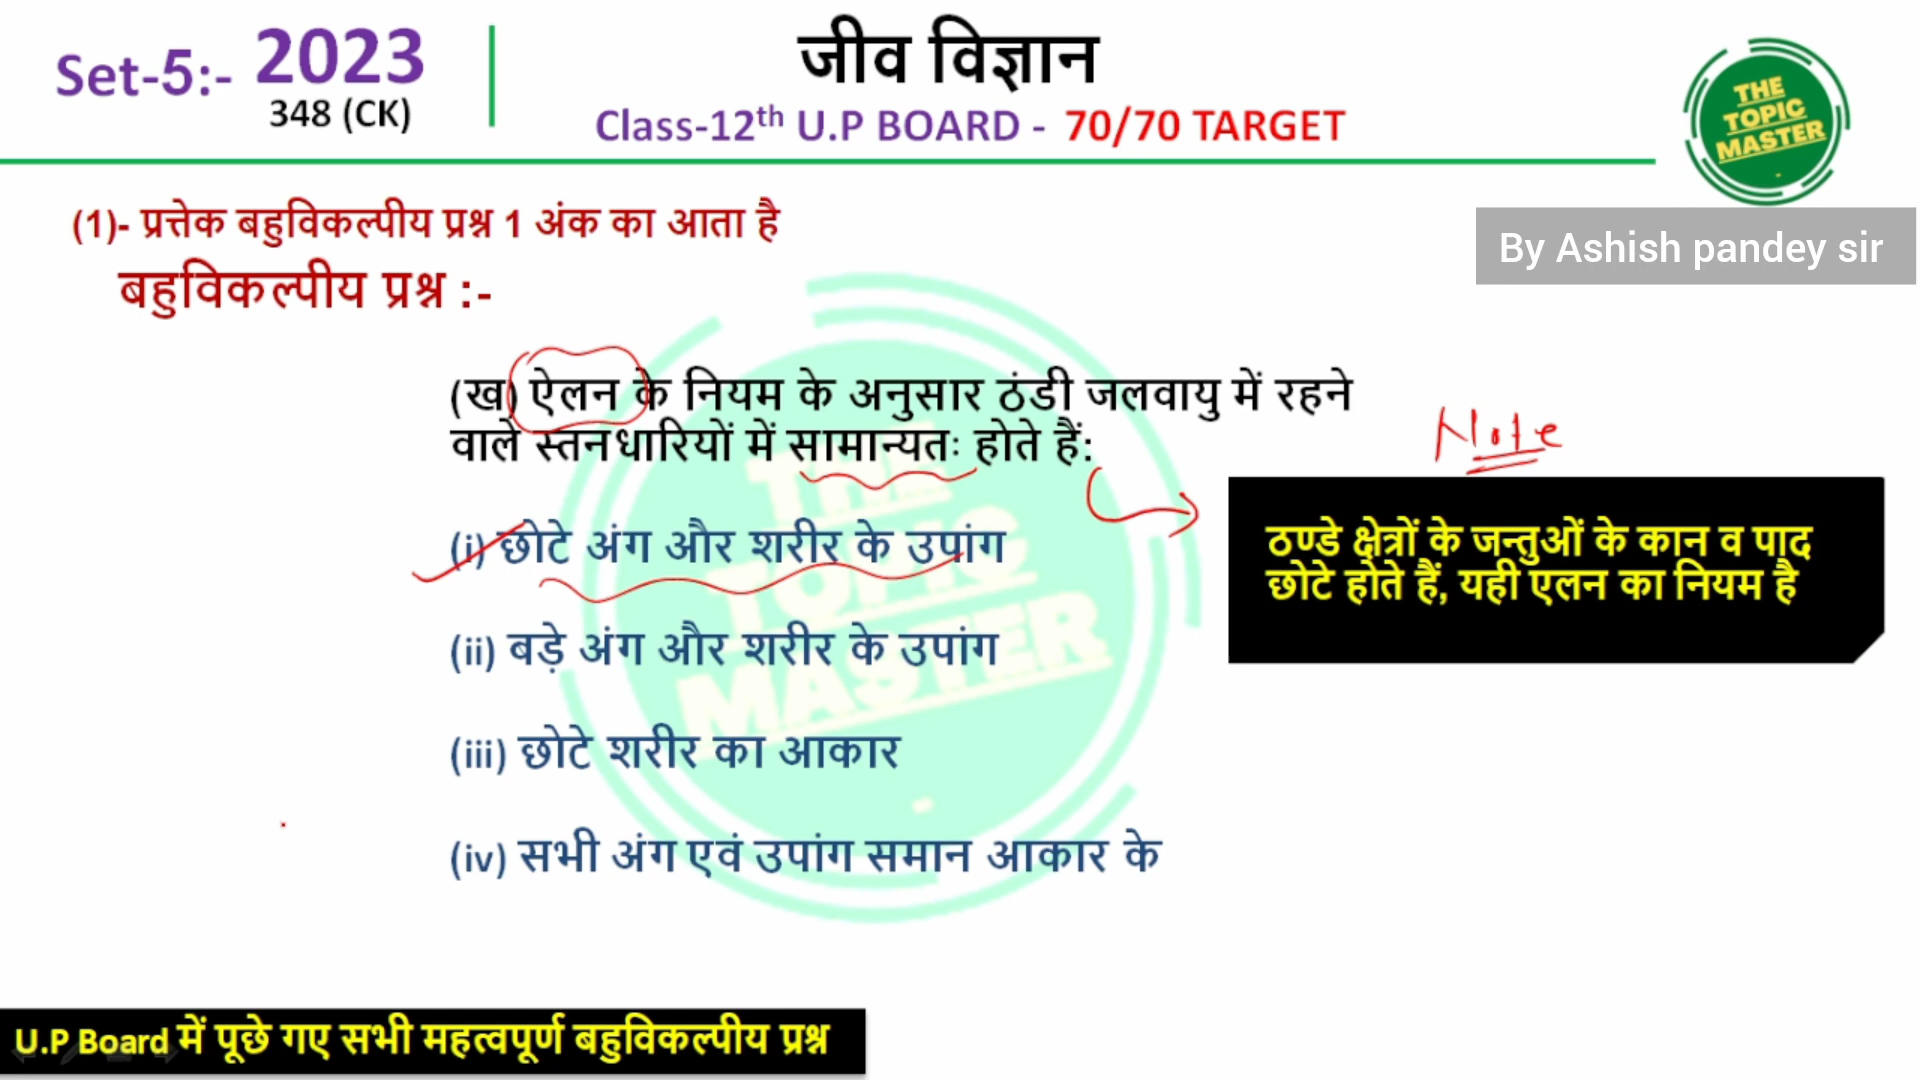 Set-5:- 2023
348 (CK)
जीव विज्ञान
Class-12th U.P BOARD - 70/70 TARGET
THE
TOPIC
MASTER
By Ashish pandey sir
(1)- प्रत्तेक बहुविकल्पीय प्रश्न 1 अंक का आता है
बहुविकल्पीय प्रश्न :-
(ख) ऐलन के नियम के अनुसार ठंडी जलवायु में रहने
वाले स्तनधारियों में सामान्यतः होते हैं:
Note
(i) छोटे अंग और शरीर के उपांग
(ii) बड़े अंग और शरीर के उपांग
(iii) छोटे शरीर का आकार
(iv) सभी अंग एवं उपांग समान आकार के
ठण्डे क्षेत्रों के जन्तुओं के कान व पाद
छोटे होते हैं, यही एलन का नियम है
THE
TOPIC
MASTER
U.P Board में पूछे गए सभी महत्वपूर्ण बहुविकल्पीय प्रश्न